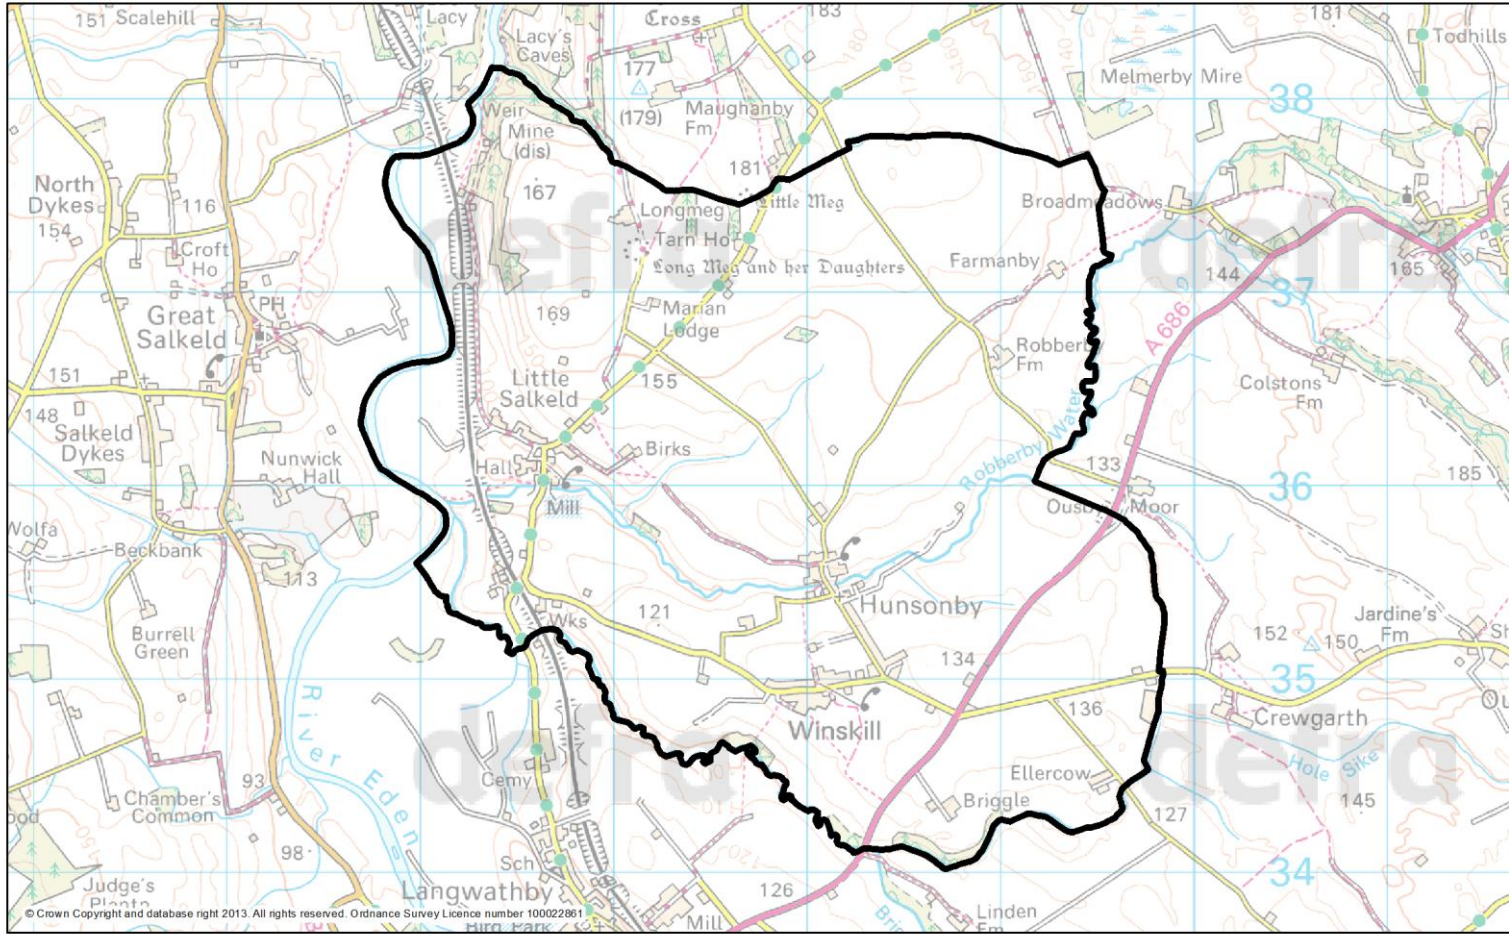 151 Scalehill
Lacy
Cross
183
181
Todhills
Lacy's
Caves
177
Melmerby Mire
38
Weir
Mine
(dis)
(179)
Maughanby
Fm
181
167
North
Dykes
116
154
Longmeg
Little Meg
Broadmeadows
Tarn Ho
Croft
Ho
Long Meg and her Daughters
Farmanby
144
165
37
defra
defra
PH
Great
Salkeld
169
Marian
Lodge
A 686
Robberby
Fm
151
Little
Salkeld
155
Colstons
Fm
148
Salkeld
Dykes
Nunwick
Hall
Birks
Hall
Robberby Water
133
185
36
Mill
Ousby Moor
Wolfa
Beckbank
113
Hunsonby
121
Wks
Burrell
Green
Jardine's
Fm
152
150
134
35
River Eden
Winskill
136
Crewgarth
defra
defra
Hole Sike
93
Cemy
Ellercow
Chamber's
Common
Briggle
127
145
98
Sch
34
Judge's
Langwathby
126
Mill
Linden
Fm
© Crown Copyright and database right 2013. All rights reserved. Ordnance Survey Licence number 100022861
Bird Park